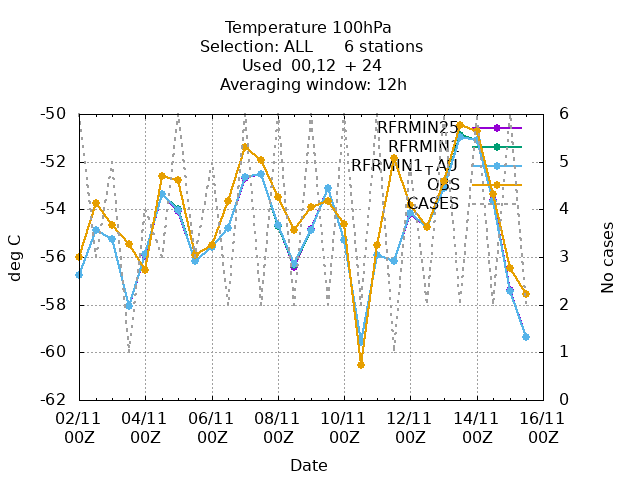 Temperature 100hPa
Selection: ALL 6 stations
Used 00,12 + 24
Averaging window: 12h
-50
-52
-54
-56
-58
-60
-62
deg C
6
5
4
3
2
1
0
No cases
RFRMIN25
RFRMIN1_AU
OBS
CASES
02/11 04/11 06/11 08/11 10/11 12/11 14/11 16/11
00Z 00Z 00Z 00Z 00Z 00Z 00Z 00Z
Date